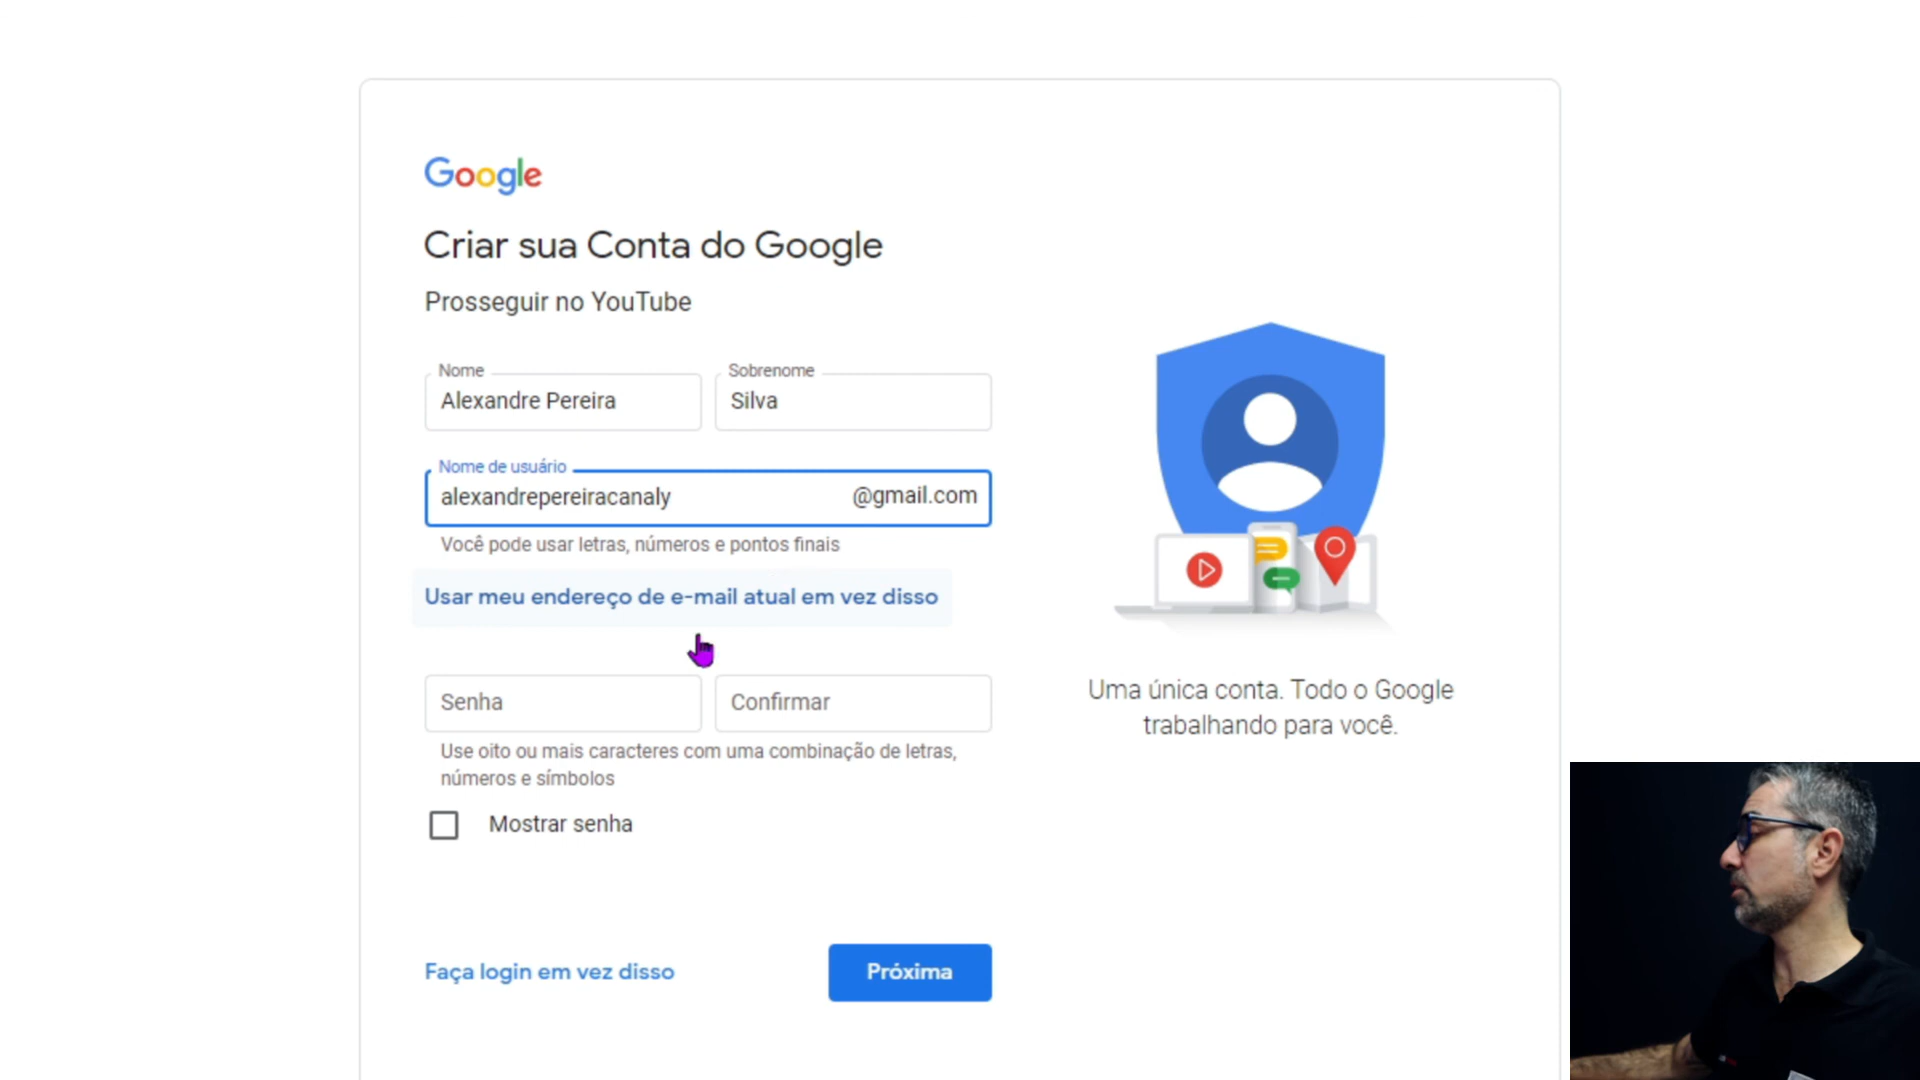 Google
Criar sua Conta do Google
Prosseguir no YouTube
Nome
Sobrenome
Alexandre Pereira
Silva
Nome de usuário
alexandrepereiracanaly
@gmail.com
Você pode usar letras, números e pontos finais
Usar meu endereço de e-mail atual em vez disso
Senha
Confirmar
Use oito ou mais caracteres com uma combinação de letras,
números e símbolos
Mostrar senha
Faça login em vez disso
Próxima
Uma única conta. Todo o Google
trabalhando para você.